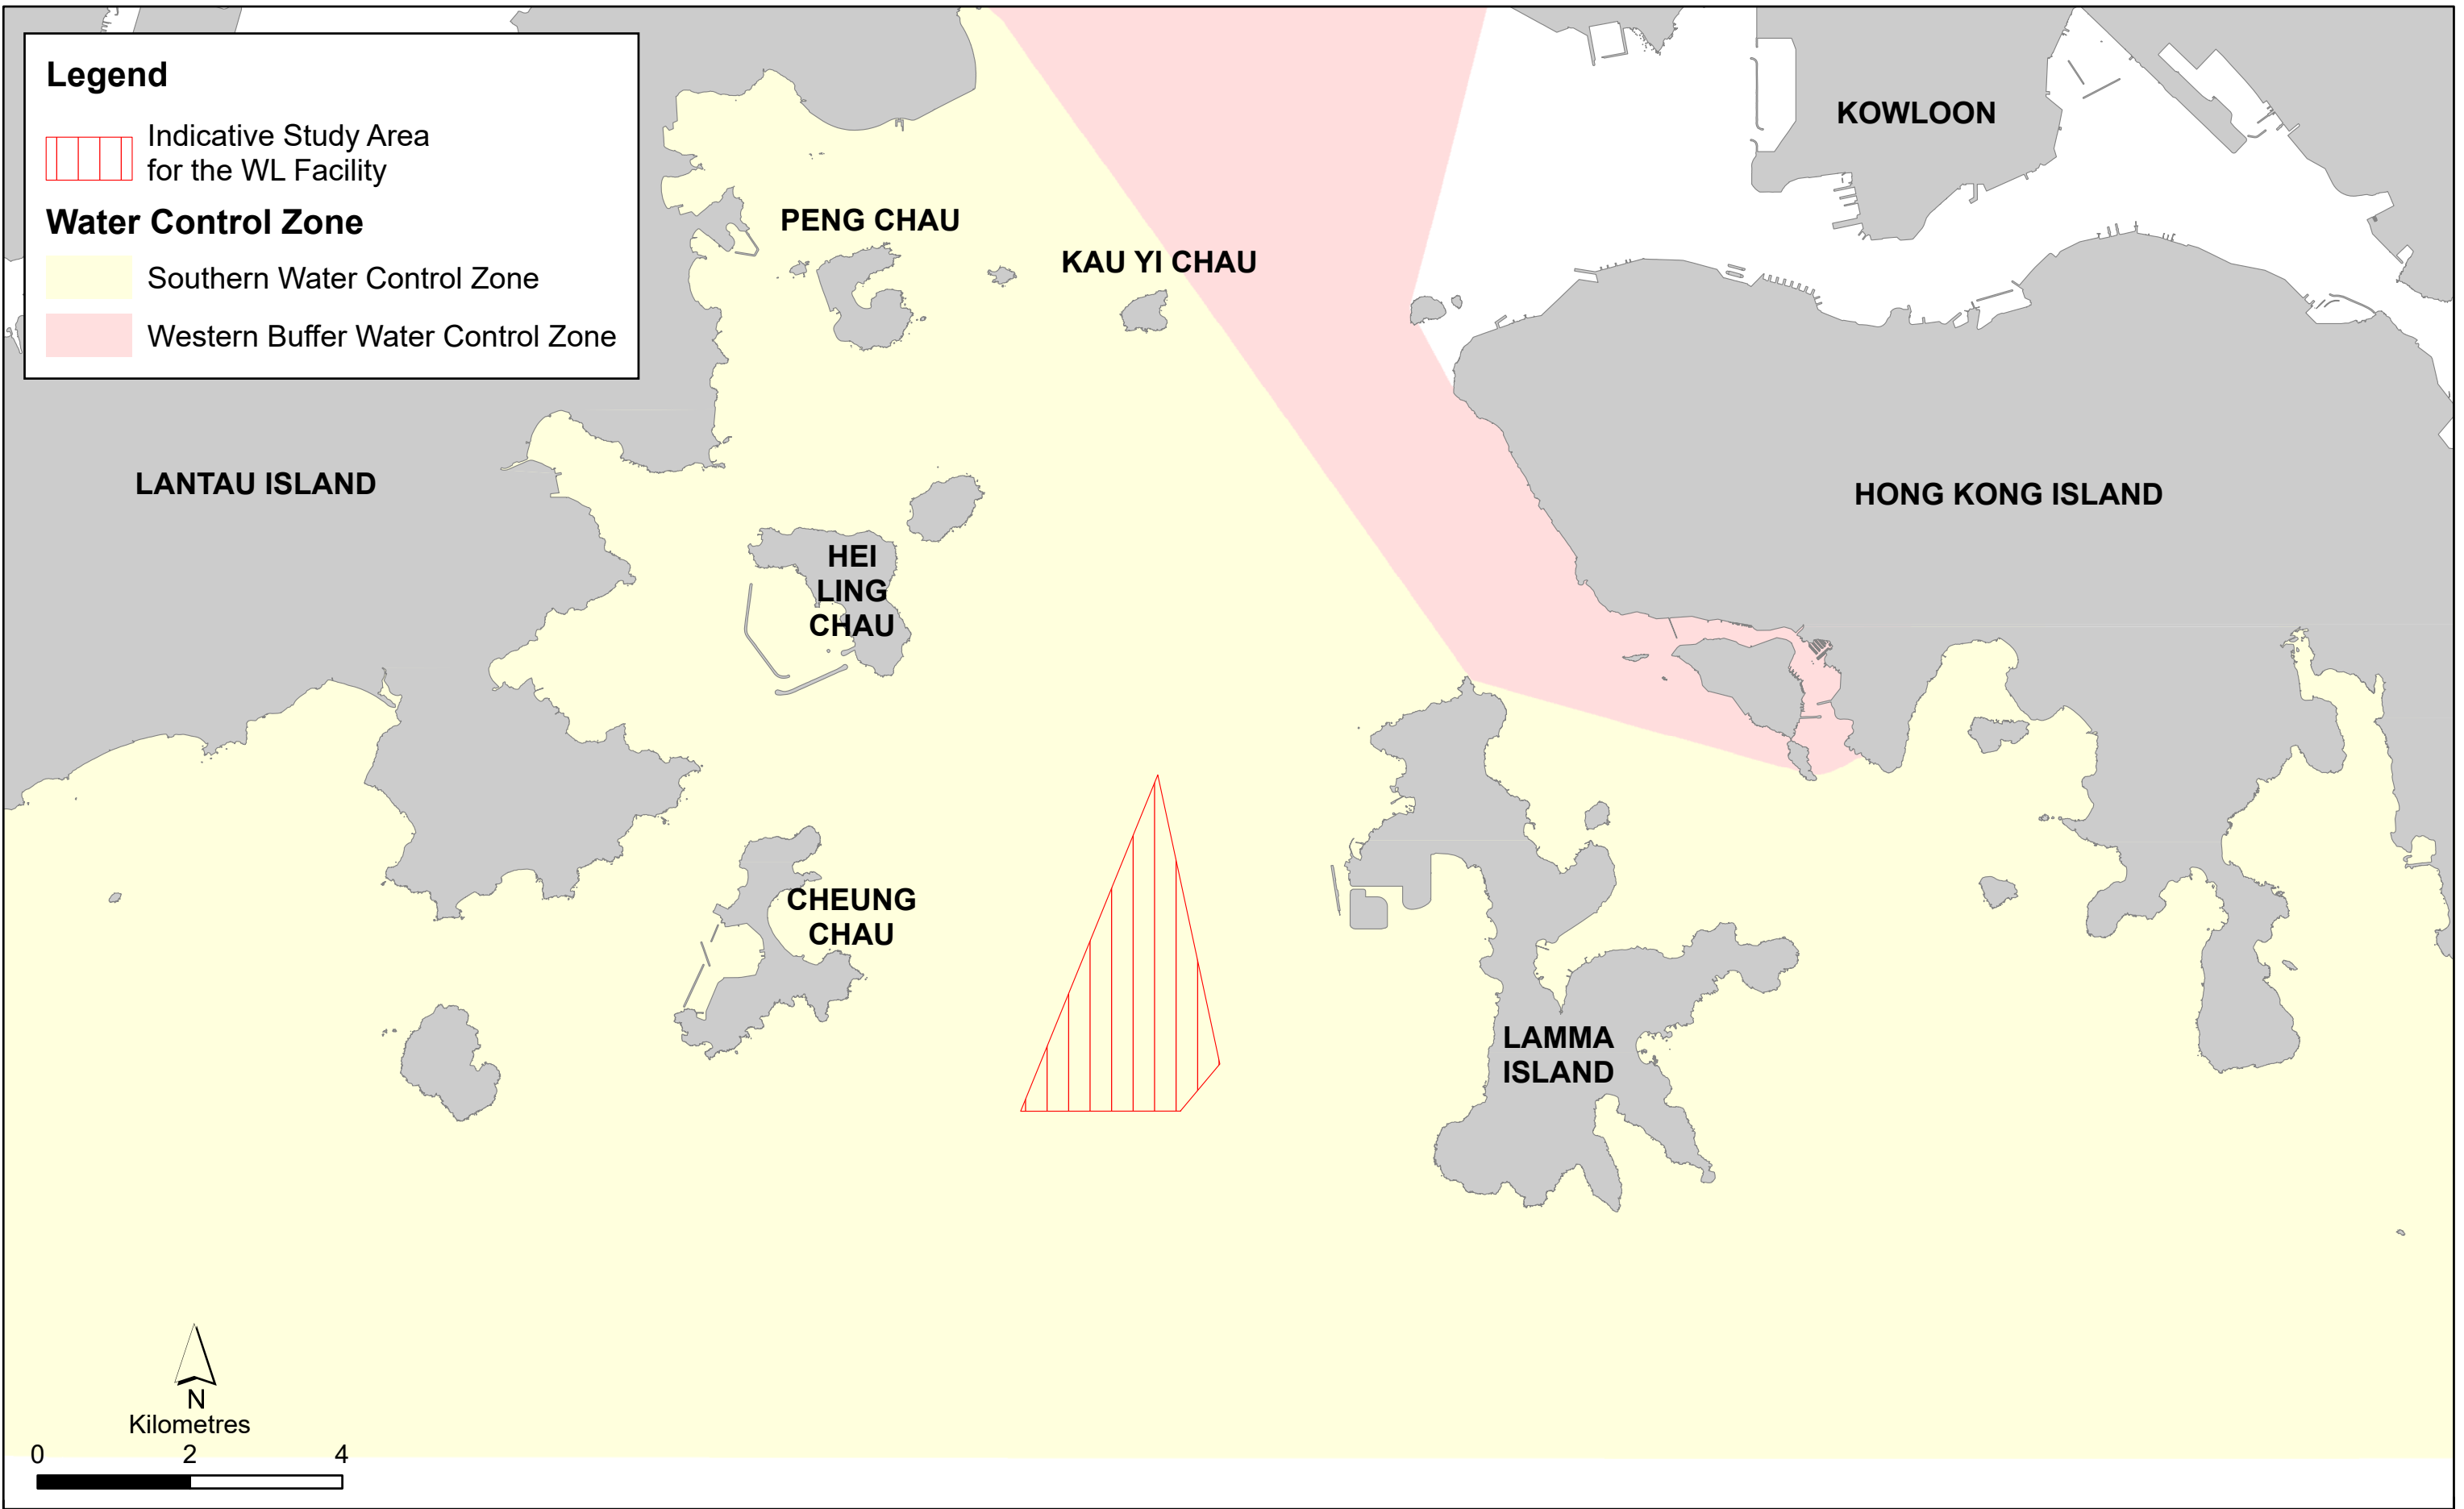 Legend
Indicative Study Area
for the WL Facility
Water Control Zone
Southern Water Control Zone
Western Buffer Water Control Zone
KOWLOON
PENG CHAU
KAU YI CHAU
LANTAU ISLAND
HONG KONG ISLAND
HEI
LING
CHAU
CHEUNG
CHAU
LAMMA
ISLAND
N
Kilometres
0 2 4